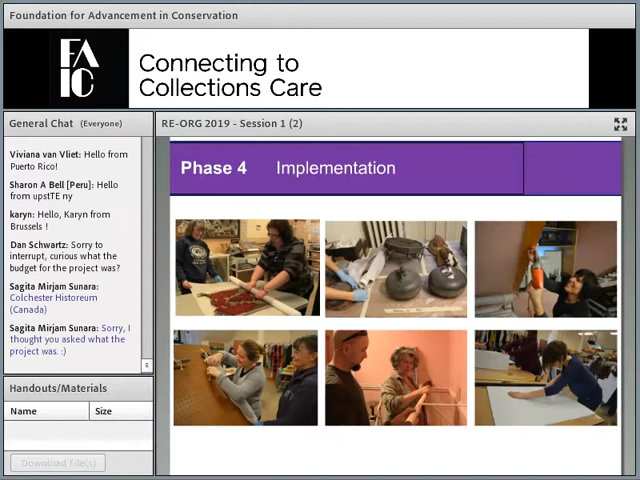 Foundation for Advancement in Conservation
FA
IC
Connecting to
Collections Care
General Chat (Everyone)
Viviana van Vliet: Hello from
Puerto Rico!
Sharon A Bell [Peru]: Hello
from upstTE ny
karyn: Hello, Karyn from
Brussels !
Dan Schwartz: Sorry to
interrupt, curious what the
budget for the project was?
Sagita Mirjam Sunara:
Colchester Historeum
(Canada)
Sagita Mirjam Sunara: Sorry, I
thought you asked what the
project was. :)
Handouts/Materials
Name Size
Download File(s)
RE-ORG 2019 - Session 1 (2)
Phase 4 Implementation